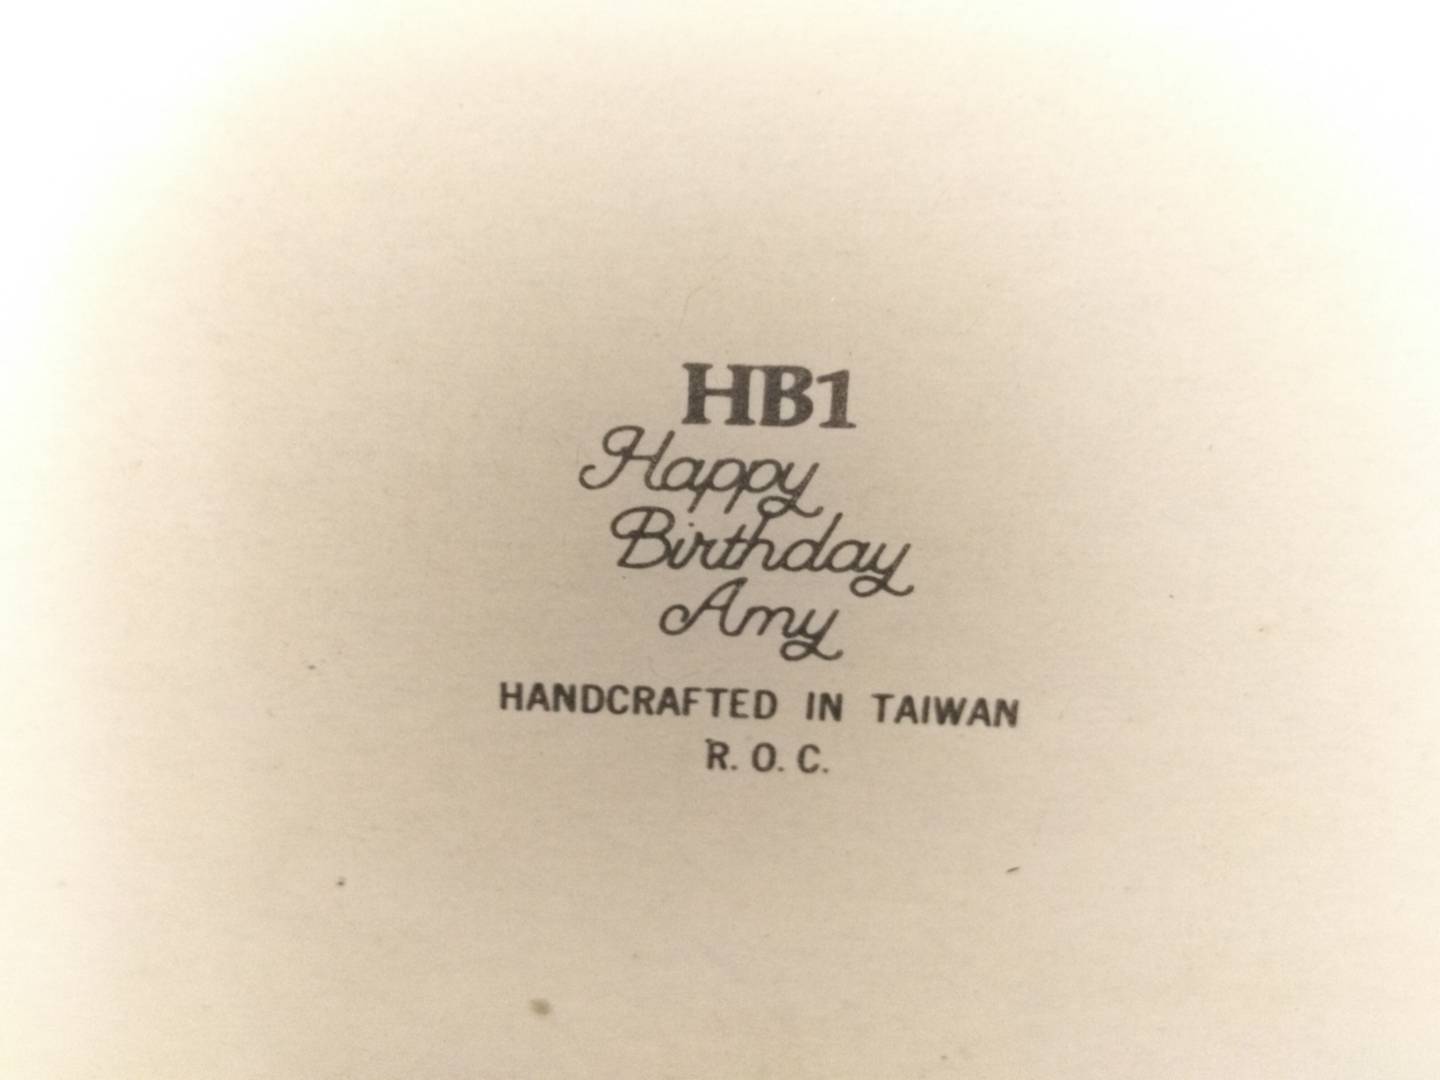 HB1
Happy
Birthday
Amy
HANDCRAFTED IN TAIWAN
R. O. C.